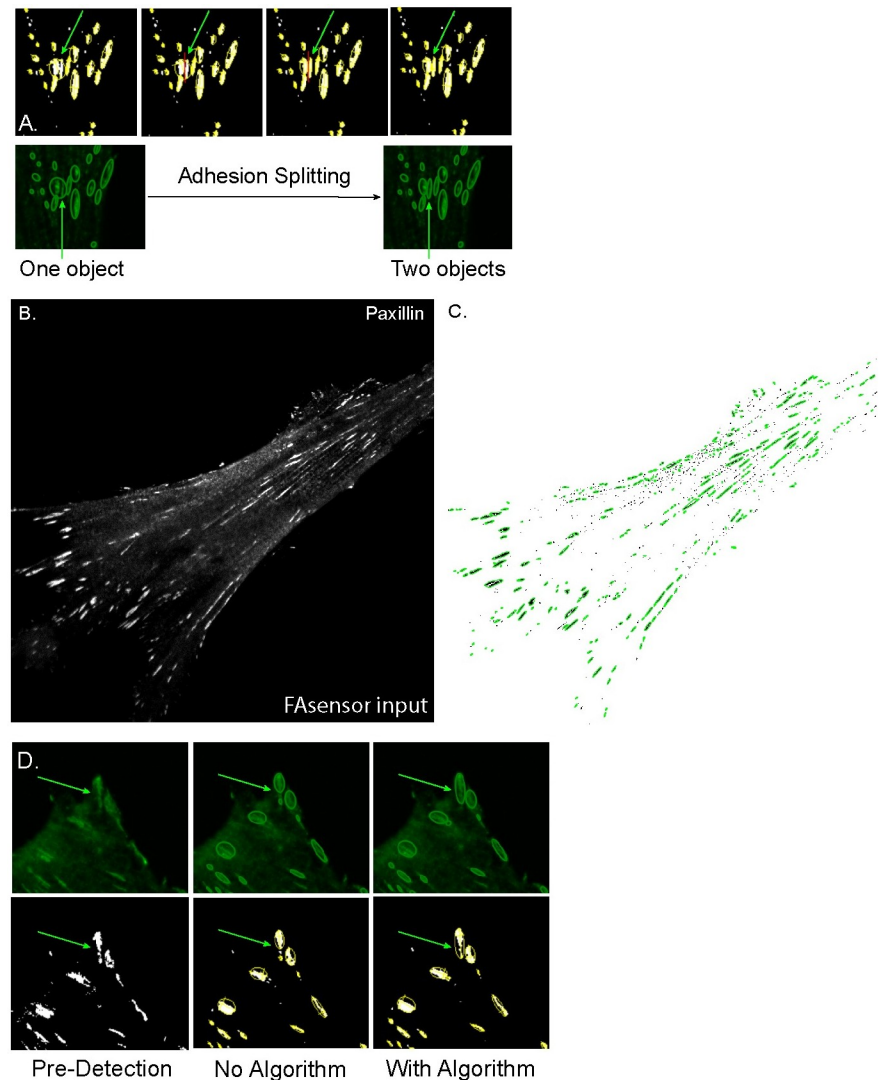 A.
Adhesion Splitting
One object
Two objects
B.
Paxillin
C.
FAsensor input
D.
Pre-Detection
No Algorithm
With Algorithm